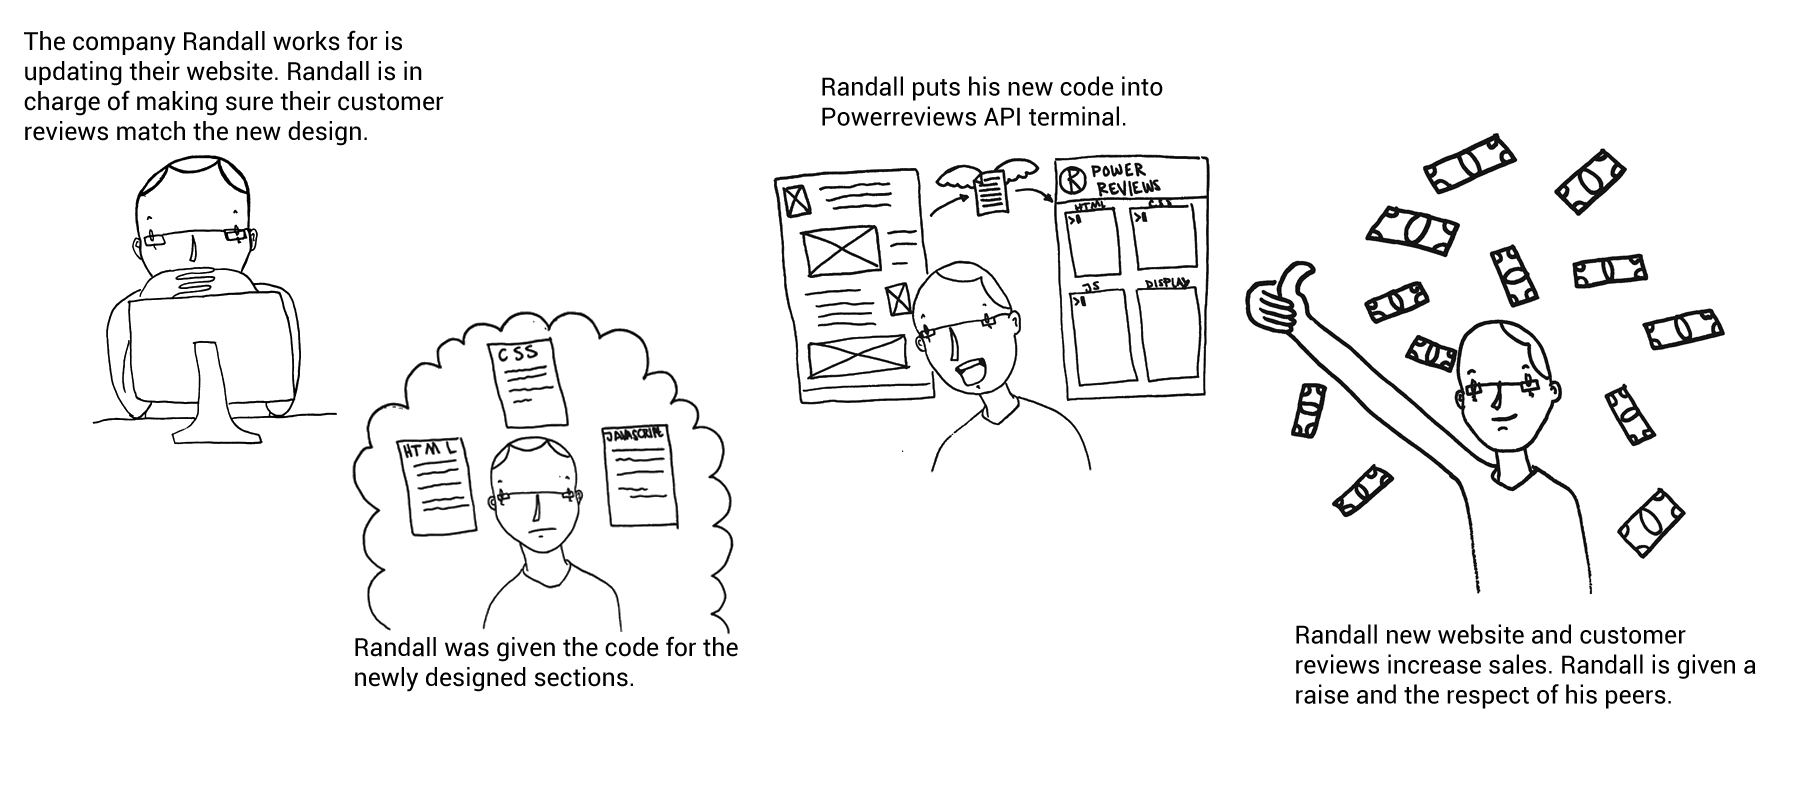 The company Randall works for is
updating their website. Randall is in
charge of making sure their customer
reviews match the new design.
CSS
HTML
JAVASCRIPT
Randall was given the code for the
newly designed sections.
Randall puts his new code into
Powerreviews API terminal.
POWER
REVIEWS
HTML
CSS
JS
DISPLAY
Randall new website and customer
reviews increase sales. Randall is given a
raise and the respect of his peers.